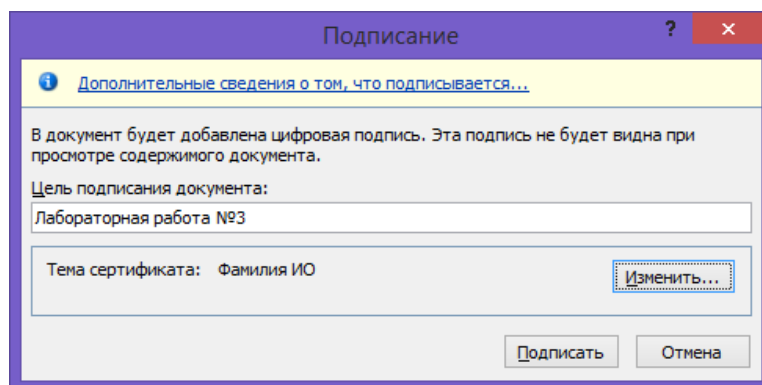 Подписание ?
Дополнительные сведения о том, что подписывается...
В документ будет добавлена цифровая подпись. Эта подпись не будет видна при
просмотре содержимого документа.
Цель подписания документа:
Лабораторная работа №3
Тема сертификата: Фамилия ИО Изменить...
Подписать Отмена